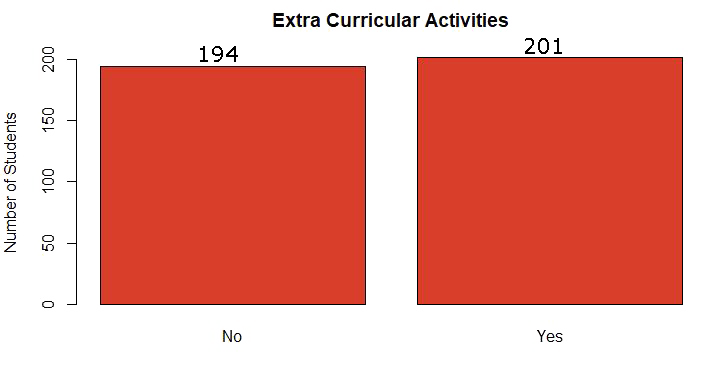 Extra Curricular Activities
194
201
200
150
100
50
0
Number of Students
No
Yes